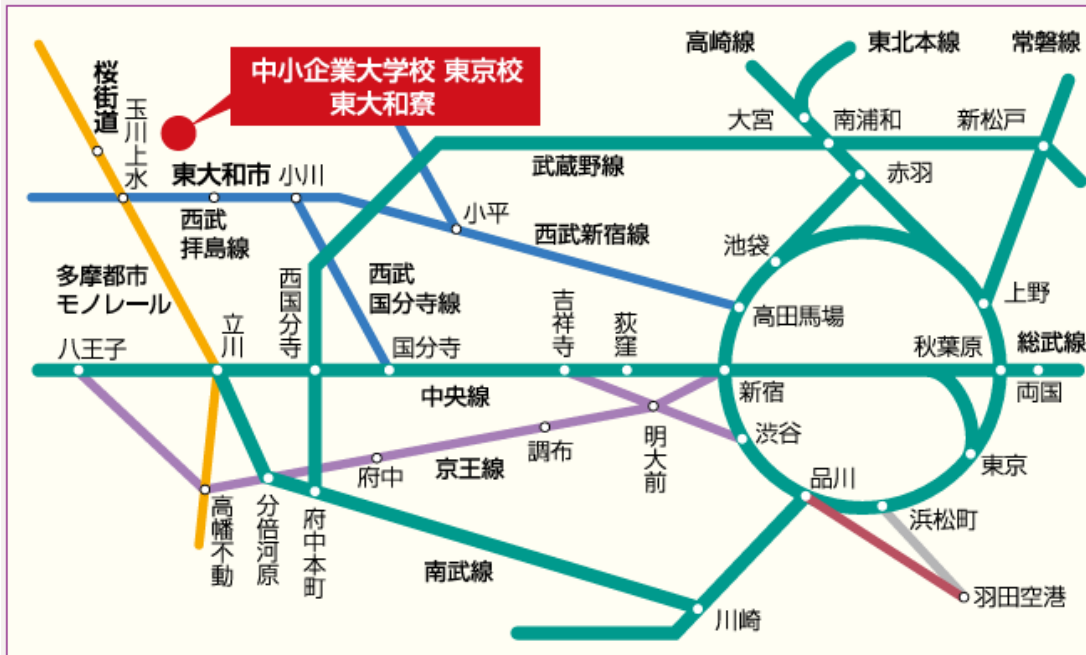 中小企業大学校 東京校
東大和寮
高崎線
東北本線
常磐線
桜街道
玉川上水
大宮
南浦和
新松戸
東大和市
小川
武蔵野線
赤羽
西武
拝島線
小平
西武新宿線
池袋
多摩都市
モノレール
西国分寺
西武
国分寺線
吉祥寺
荻窪
高田馬場
上野
八王子
立川
国分寺
秋葉原
総武線
中央線
新宿
両国
渋谷
明大前
調布
京王線
府中
品川
東京
浜松町
高幡不動
分倍河原
府中本町
南武線
川崎
羽田空港